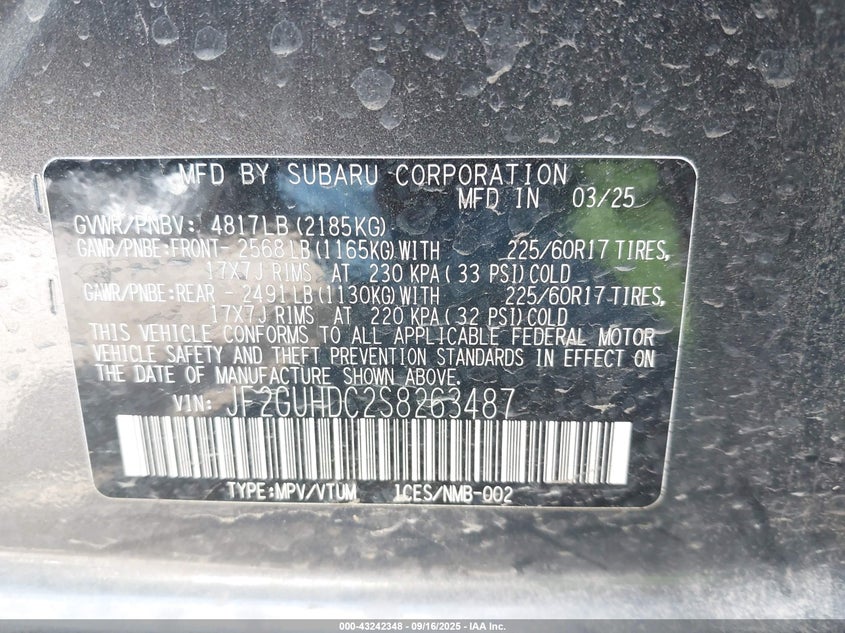 MFD BY SUBARU CORPORATION
MFD IN 03/25
GVWR/PNBV: 4817LB (2185KG)
GAWR/PNBE:FRONT- 2568LB (1165KG) WITH 225/60R17 TIRES,
17X7J RIMS AT 230 KPA (33 PSI) COLD
GAWR/PNBE:REAR - 2491LB (1130KG) WITH 225/60R17 TIRES,
17X7J RIMS AT 220 KPA (32 PSI) COLD
THIS VEHICLE CONFORMS TO ALL APPLICABLE FEDERAL MOTOR
VEHICLE SAFETY AND THEFT PREVENTION STANDARDS IN EFFECT ON
THE DATE OF MANUFACTURE SHOWN ABOVE.
VIN: JF2GUHDC2S8263487
TYPE:MPV/VTUM ICES/NMB-002
000-43242348 - 09/16/2025 - IAA Inc.